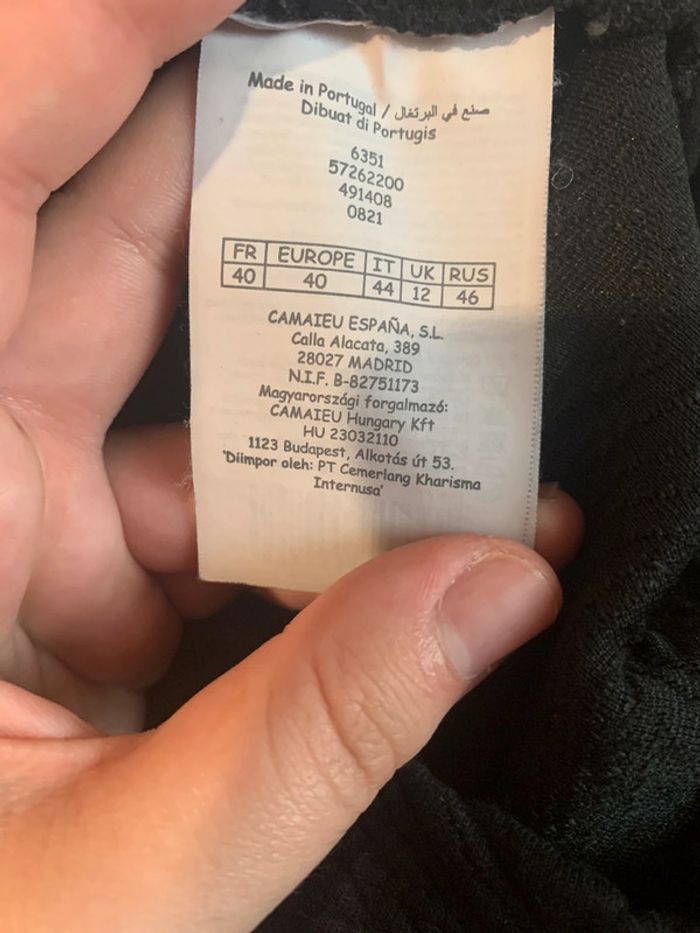 Made in Portugal / صنع في البرتغال
Dibuat di Portugis
6351
57262200
491408
0821
FR EUROPE IT UK RUS
40 40 44 12 46
CAMAIEU ESPAÑA, S.L.
Calla Alacata, 389
28027 MADRID
N.I.F. B-82751173
Magyarországi forgalmazó:
CAMAIEU Hungary Kft
HU 23032110
1123 Budapest, Alkotás út 53.
'Diimpor oleh: PT Cemerlang Kharisma
Internusa'